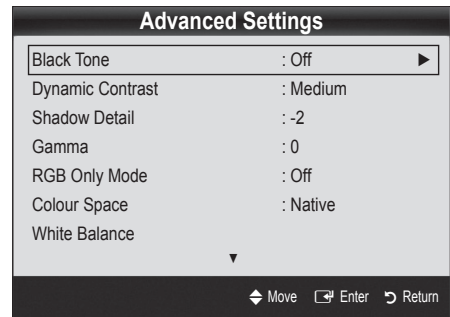 Advanced Settings
Black Tone : Off ▶
Dynamic Contrast : Medium
Shadow Detail : -2
Gamma : 0
RGB Only Mode : Off
Colour Space : Native
White Balance
▼
Move Enter Return